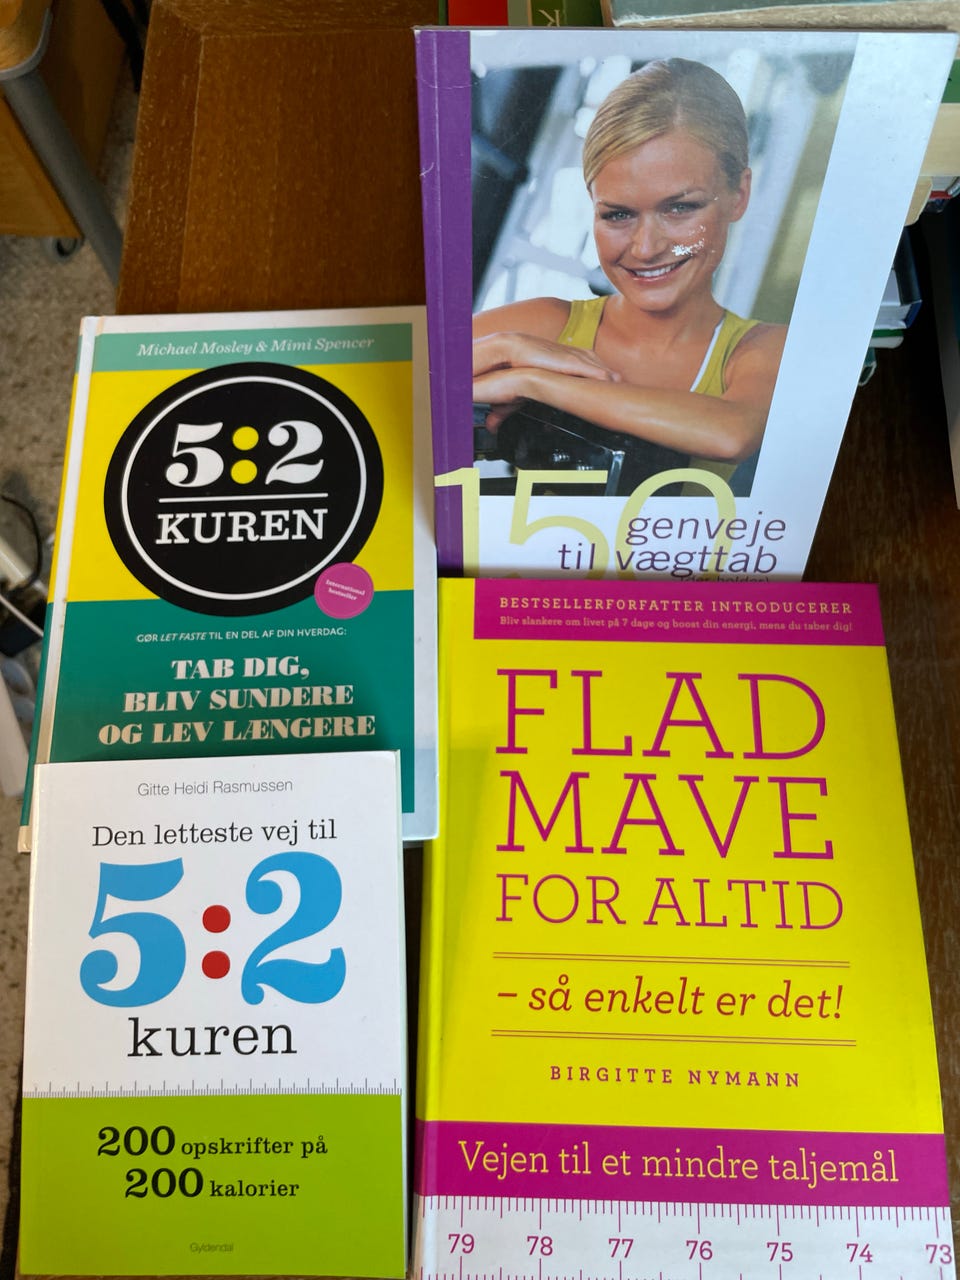 Michael Mosley & Mimi Spencer
5:2
KUREN
International
bestseller
GØR LET FASTE TIL EN DEL AF DIN HVERDAG:
TAB DIG,
BLIV SUNDERE
OG LEV LÆNGERE
150
genveje
til vægttab
(der holder)
Gitte Heidi Rasmussen
Den letteste vej til
5:2
kuren
200 opskrifter på
200 kalorier
Gyldendal
BESTSELLERFORFATTER INTRODUCERER
Bliv slankere om livet på 7 dage og boost din energi, mens du taber dig!
FLAD
MAVE
FOR ALTID
– så enkelt er det!
BIRGITTE NYMANN
Vejen til et mindre taljemål
79 78 77 76 75 74 73
K